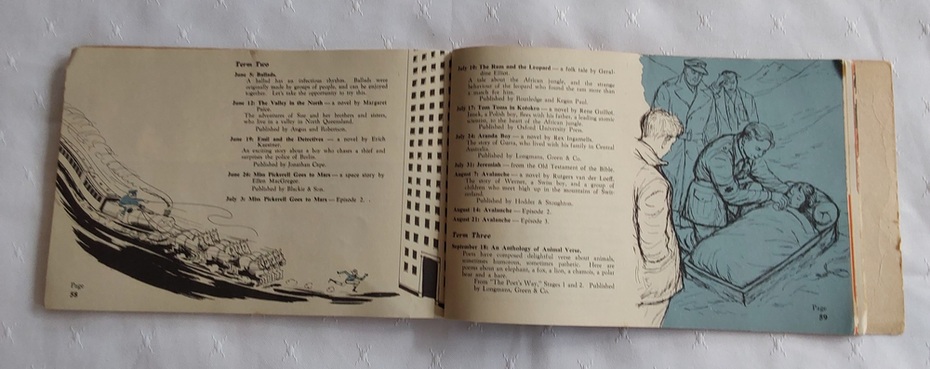 Term Two
June 5: Ballads.
A ballad has an infectious rhythm. Ballads were
originally made by groups of people, and can be enjoyed
together. Let's take the opportunity to try this.
June 12: The Valley in the North — a novel by Margaret
Paice.
The adventures of Sue and her brothers and sisters,
who live in a valley in North Queensland.
Published by Angus and Robertson.
June 19: Emil and the Detectives — a novel by Erich
Kastner.
An exciting story about a boy who chases a thief and
surprises the police of Berlin.
Published by Jonathan Cape.
June 26: Miss Pickerell Goes to Mars — a space story by
Ellen MacGregor.
Published by Blackie & Son.
July 3: Miss Pickerell Goes to Mars — Episode 2.
Page
58
July 10: The Ram and the Leopard — a folk tale by Geral-
dine Elliot.
A tale about the African jungle, and the strange
behaviour of the leopard who found the ram more than
a match for him.
Published by Routledge and Kegan Paul.
July 17: Tom Toms in Kotokro — a novel by Rene Guillot.
a Polish boy, flees with his father, a leading atomic
scientist, to the heart of the African jungle.
Published by Oxford University Press.
July 24: Aranda Boy — a novel by Rex Ingamells.
The story of Gurra, who lived with his family in Central
Australia.
Published by Longmans, Green & Co.
July 31: Jeremiah — from the Old Testament of the Bible.
August 7: Avalanche — a novel by Rutgers van der Loeff.
The story of Werner, a Swiss boy, and a group of
children who meet high up in the mountains of Swit-
zerland.
Published by Hodder & Stoughton.
August 14: Avalanche — Episode 2.
August 21: Avalanche — Episode 3.
Term Three
September 18: An Anthology of Animal Verse.
Poets have composed delightful verse about animals,
sometimes humorous, sometimes pathetic. Here are
poems about an elephant, a fox, a lion, a chamois, a polar
bear and a hare.
From "The Poet's Way," Stages 1 and 2. Published
by Longmans, Green & Co.
Page
59